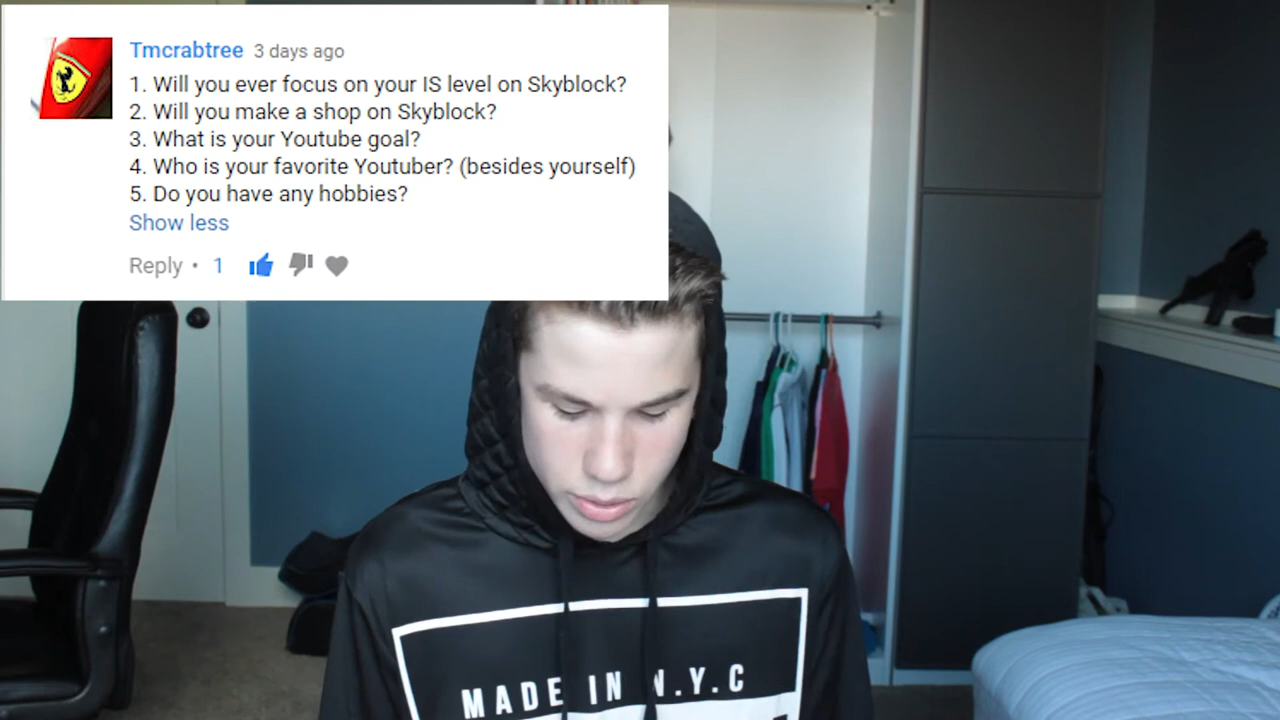 Tmcrabtree 3 days ago
1. Will you ever focus on your IS level on Skyblock?
2. Will you make a shop on Skyblock?
3. What is your Youtube goal?
4. Who is your favorite Youtuber? (besides yourself)
5. Do you have any hobbies?
Show less
Reply • 1
MADE IN N.Y.C